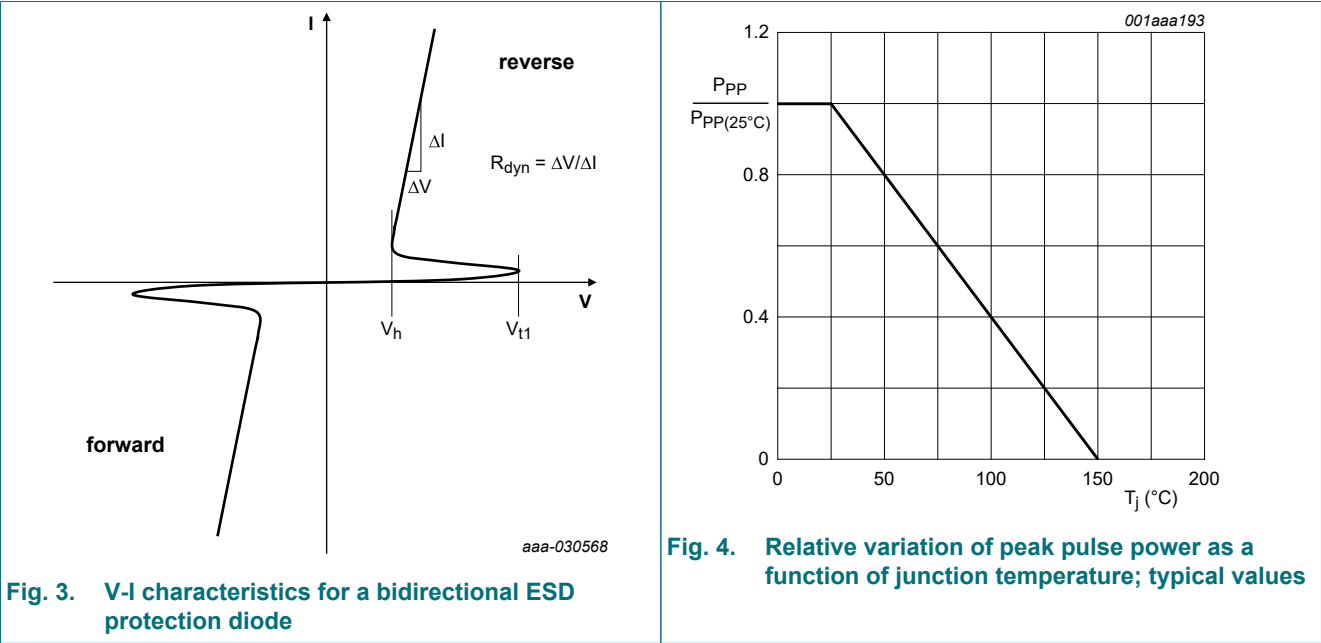 I
reverse
ΔI
R_dyn = ΔV/ΔI
ΔV
V
V_h
V_t1
forward
aaa-030568
Fig. 3. V-I characteristics for a bidirectional ESD
protection diode
001aaa193
1.2
P_PP
P_PP(25°C)
0.8
0.4
0
0 50 100 150 200
T_j (°C)
Fig. 4. Relative variation of peak pulse power as a
function of junction temperature; typical values